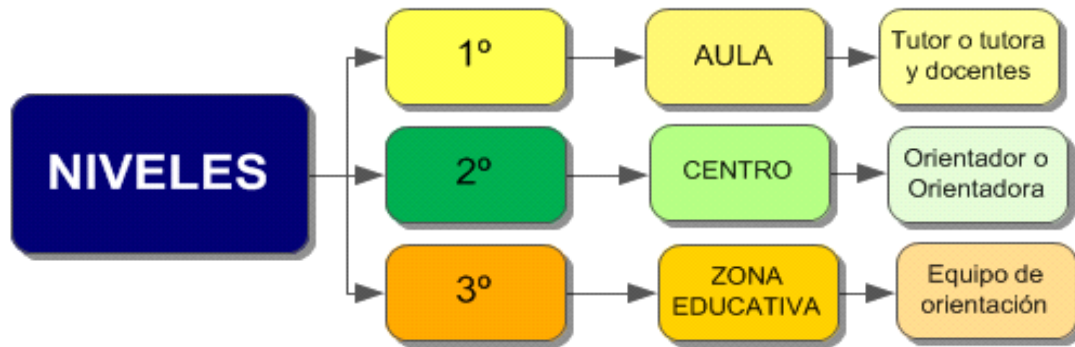 NIVELES
1º
AULA
Tutor o tutora
y docentes
2º
CENTRO
Orientador o
Orientadora
3º
ZONA
EDUCATIVA
Equipo de
orientación